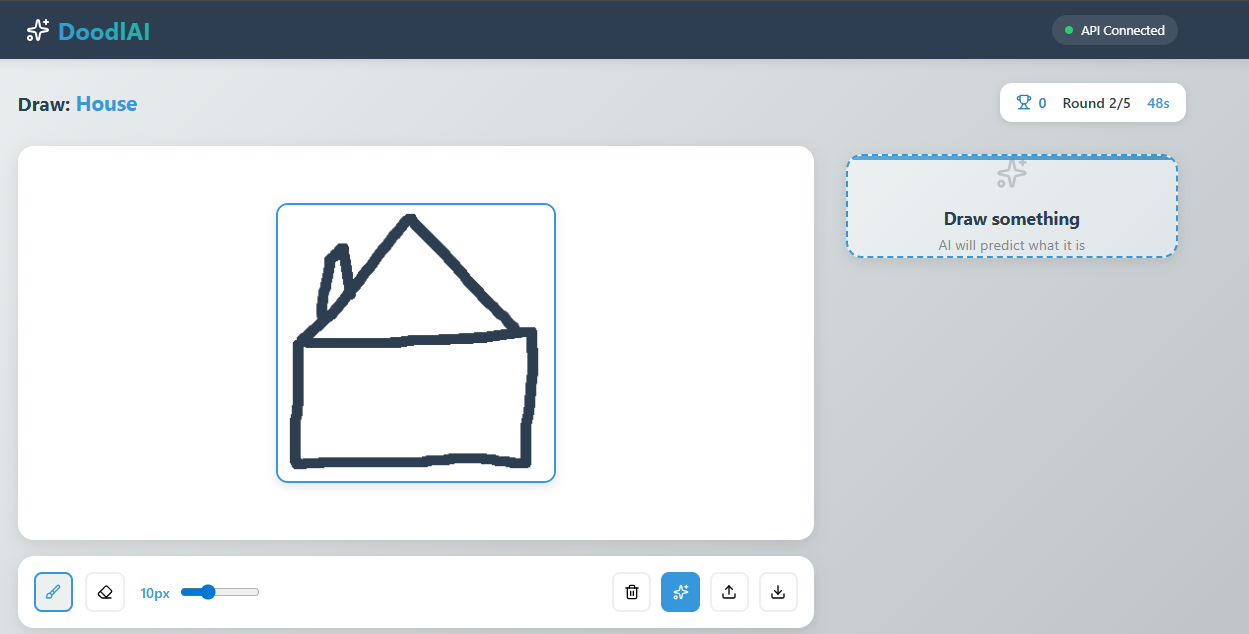 DoodlAI
API Connected
Draw: House
0 Round 2/5 48s
Draw something
AI will predict what it is
10px